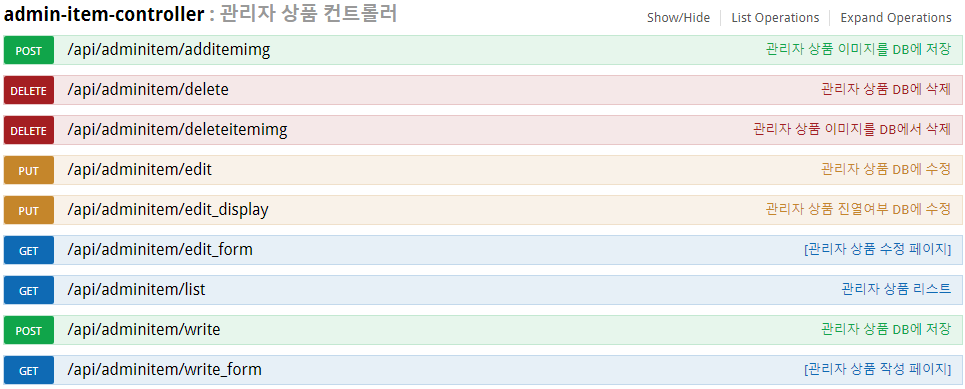 admin-item-controller : 관리자 상품 컨트롤러 Show/Hide List Operations Expand Operations
POST /api/adminitem/additemimg 관리자 상품 이미지를 DB에 저장
DELETE /api/adminitem/delete 관리자 상품 DB에 삭제
DELETE /api/adminitem/deleteitemimg 관리자 상품 이미지를 DB에서 삭제
PUT /api/adminitem/edit 관리자 상품 DB에 수정
PUT /api/adminitem/edit_display 관리자 상품 진열여부 DB에 수정
GET /api/adminitem/edit_form [관리자 상품 수정 페이지]
GET /api/adminitem/list 관리자 상품 리스트
POST /api/adminitem/write 관리자 상품 DB에 저장
GET /api/adminitem/write_form [관리자 상품 작성 페이지]